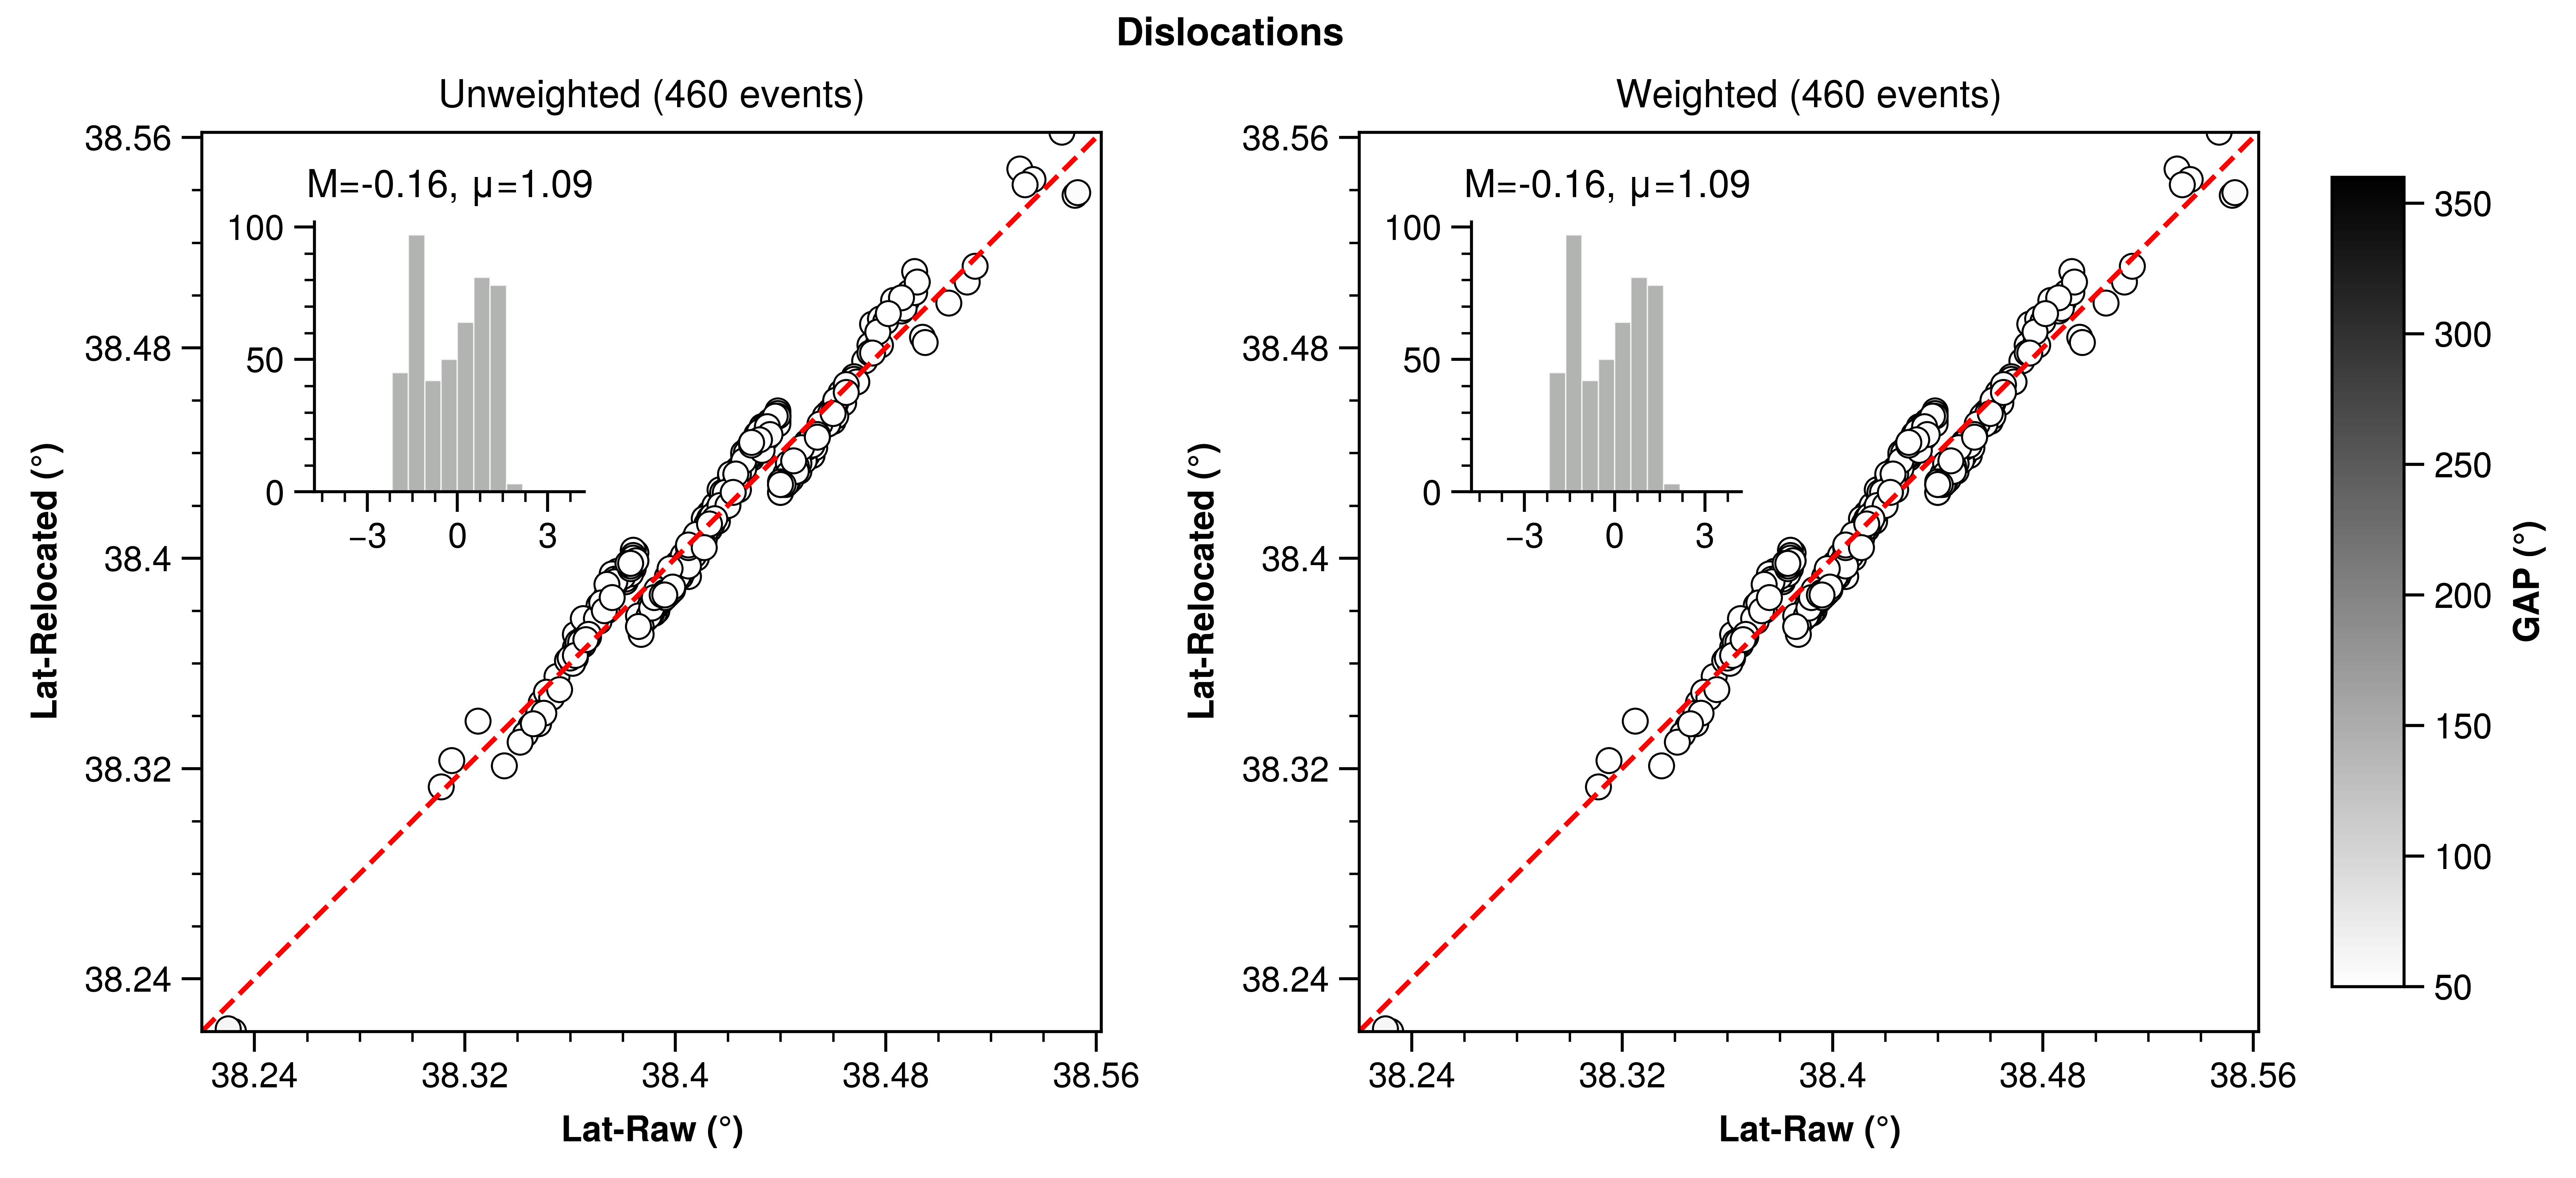 Dislocations
Unweighted (460 events)
38.56
38.48
38.4
38.32
38.24
Lat-Relocated (°)
M=-0.16, µ=1.09
100
50
0
−3 0 3
38.24 38.32 38.4 38.48 38.56
Lat-Raw (°)
Weighted (460 events)
38.56
38.48
38.4
38.32
38.24
Lat-Relocated (°)
M=-0.16, µ=1.09
100
50
0
−3 0 3
38.24 38.32 38.4 38.48 38.56
Lat-Raw (°)
350
300
250
200
150
100
50
GAP (°)